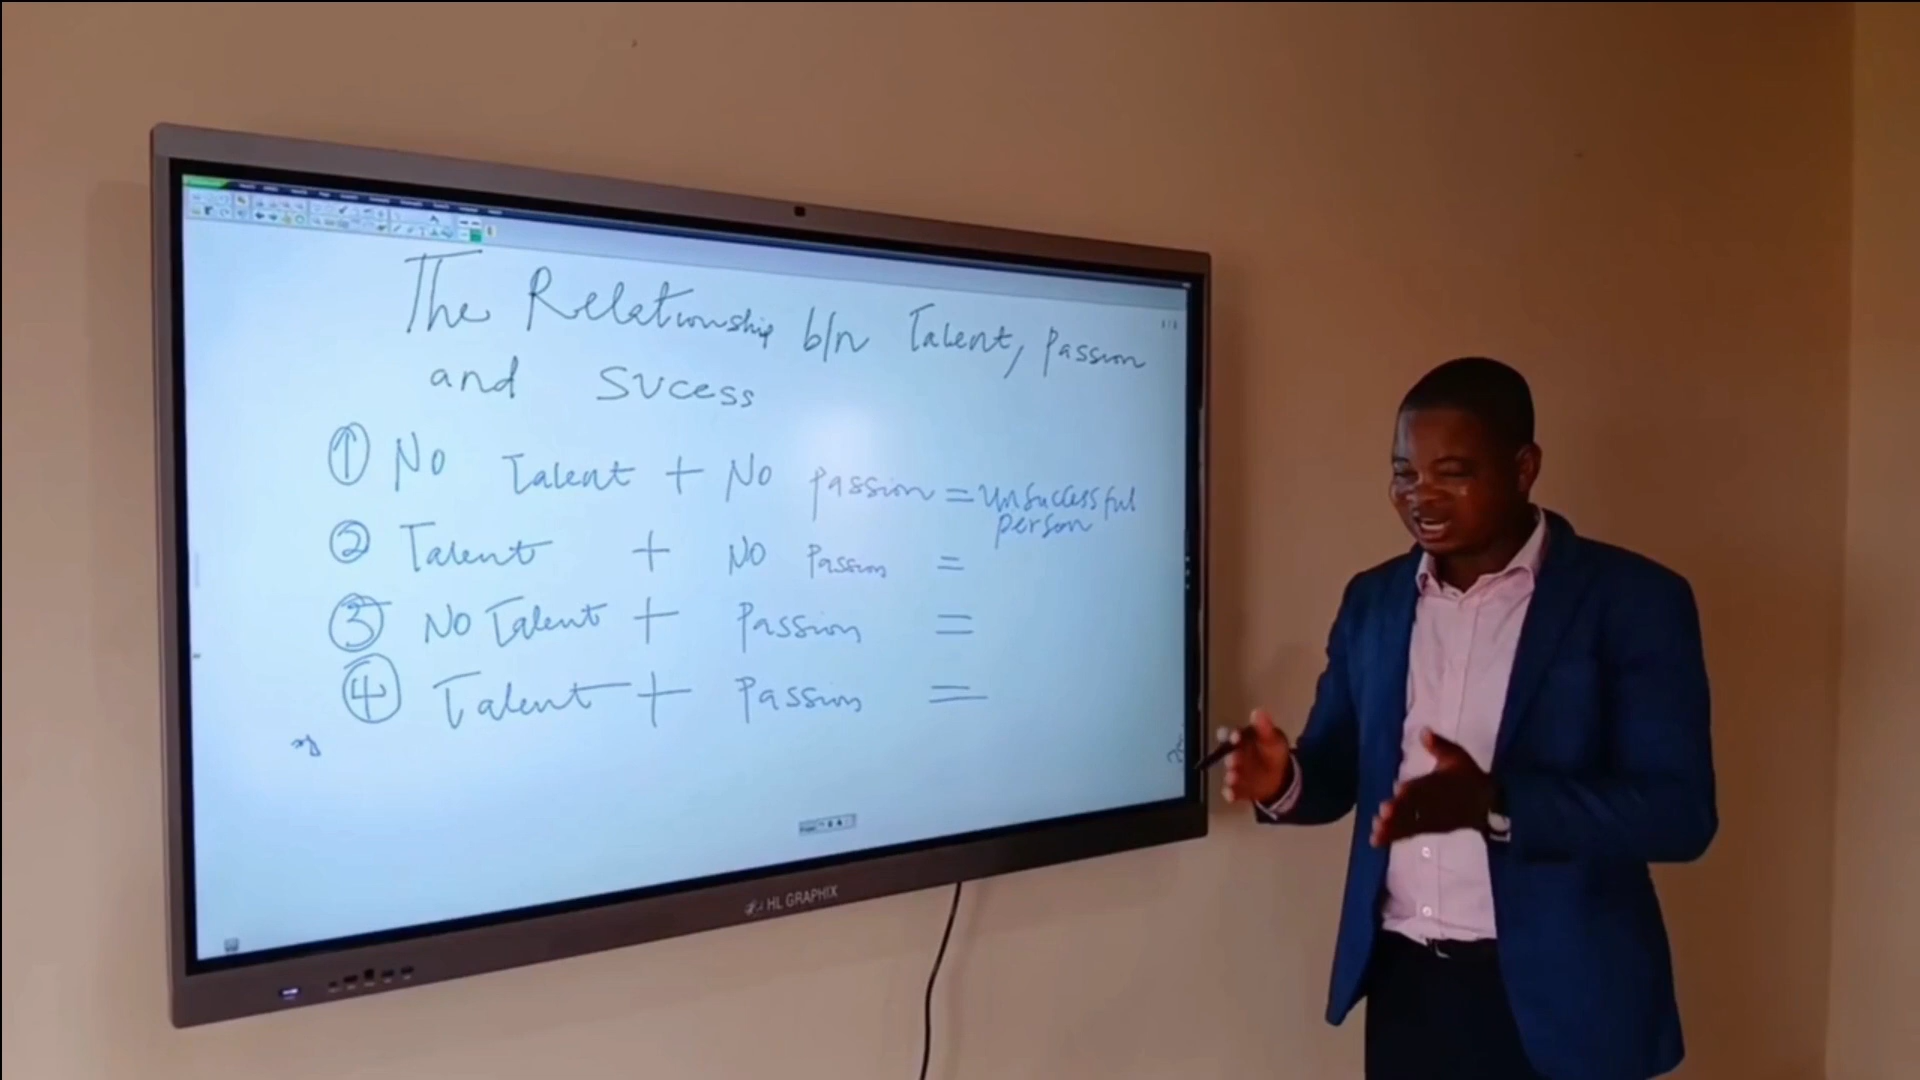 The Relationship b/n Talent, Passion
and Sucess
① No Talent + No Passion = unsuccessful
person
② Talent + No Passion =
③ No Talent + Passion =
④ Talent + Passion =
HL GRAPHIX